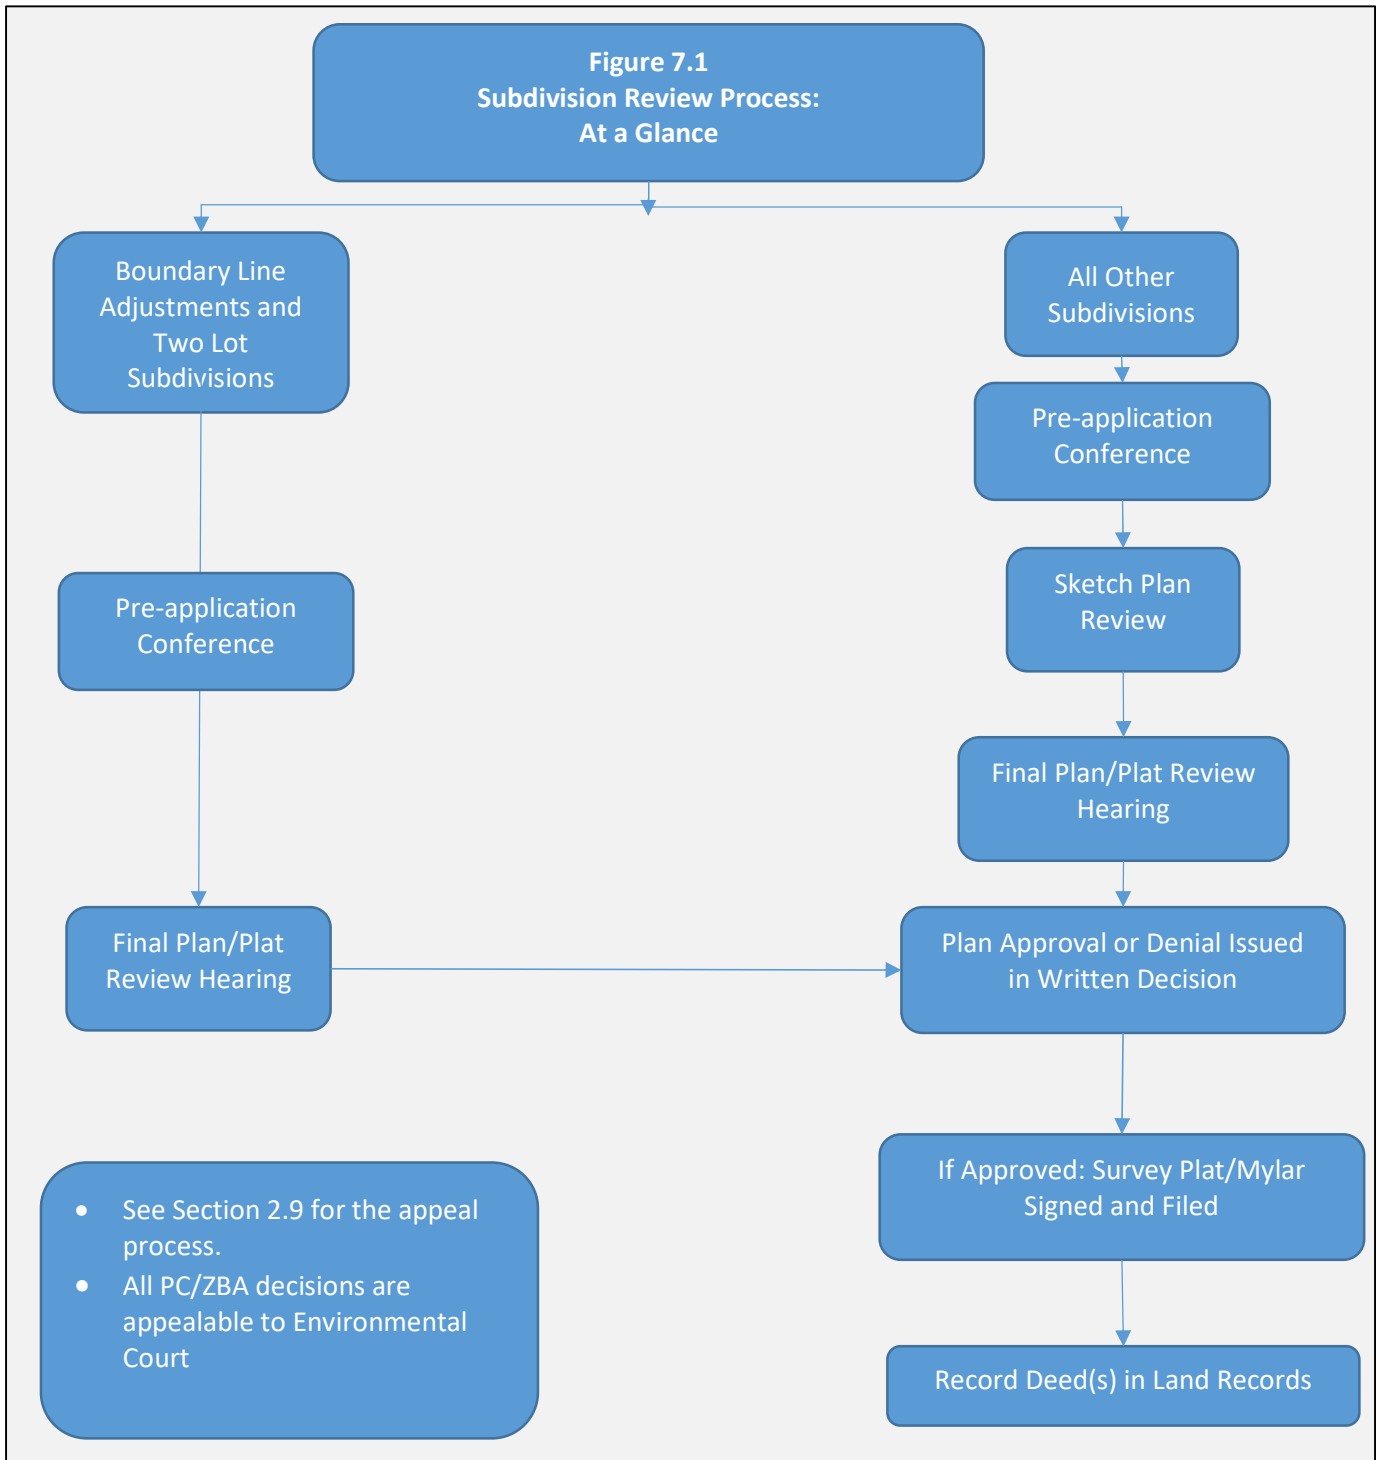 Figure 7.1
Subdivision Review Process:
At a Glance
Boundary Line
Adjustments and
Two Lot
Subdivisions
Pre-application
Conference
Final Plan/Plat
Review Hearing
All Other
Subdivisions
Pre-application
Conference
Sketch Plan
Review
Final Plan/Plat Review
Hearing
Plan Approval or Denial Issued
in Written Decision
If Approved: Survey Plat/Mylar
Signed and Filed
Record Deed(s) in Land Records
• See Section 2.9 for the appeal
process.
• All PC/ZBA decisions are
appealable to Environmental
Court